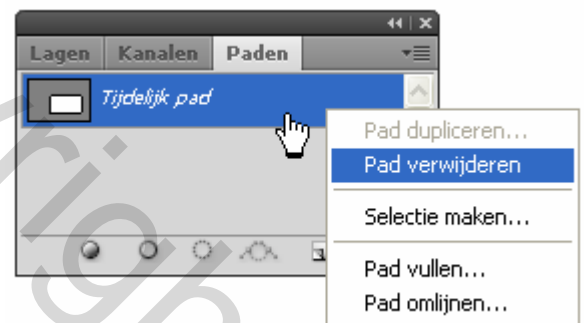 Lagen Kanalen Paden
Tijdelijk pad
Pad dupliceren...
Pad verwijderen
Selectie maken...
Pad vullen...
Pad omlijnen...